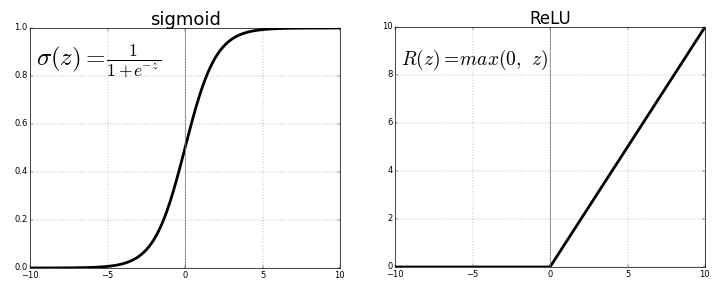 sigmoid
σ(z)=1/(1+e^{-z})
1.0
0.8
0.6
0.4
0.2
0.0
−10 −5 0 5 10
ReLU
R(z)=max(0, z)
10
8
6
4
2
0
−10 −5 0 5 10